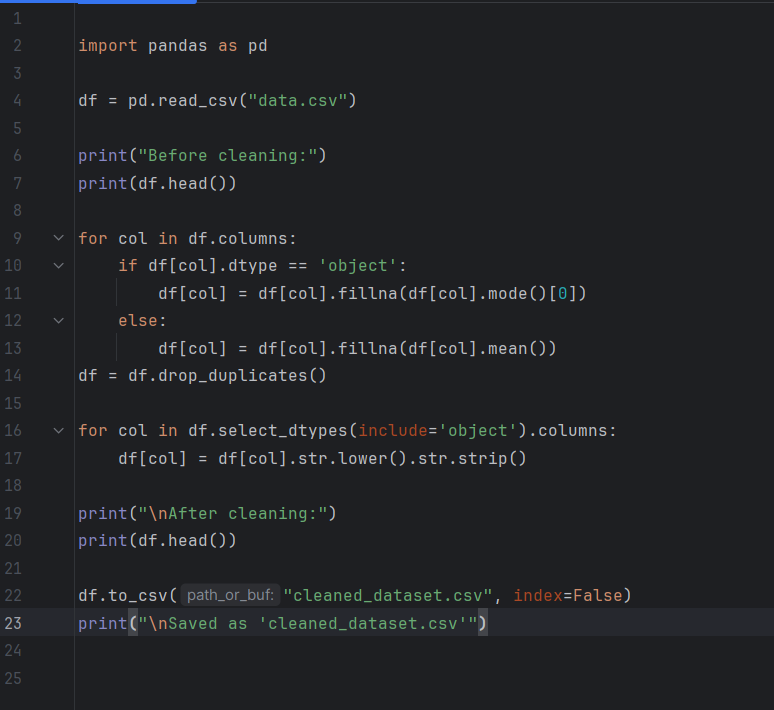 1
2 import pandas as pd
3
4 df = pd.read_csv("data.csv")
5
6 print("Before cleaning:")
7 print(df.head())
8
9 for col in df.columns:
10     if df[col].dtype == 'object':
11         df[col] = df[col].fillna(df[col].mode()[0])
12     else:
13         df[col] = df[col].fillna(df[col].mean())
14 df = df.drop_duplicates()
15
16 for col in df.select_dtypes(include='object').columns:
17     df[col] = df[col].str.lower().str.strip()
18
19 print("\nAfter cleaning:")
20 print(df.head())
21
22 df.to_csv( path_or_buf: "cleaned_dataset.csv", index=False)
23 print("\nSaved as 'cleaned_dataset.csv'")
24
25